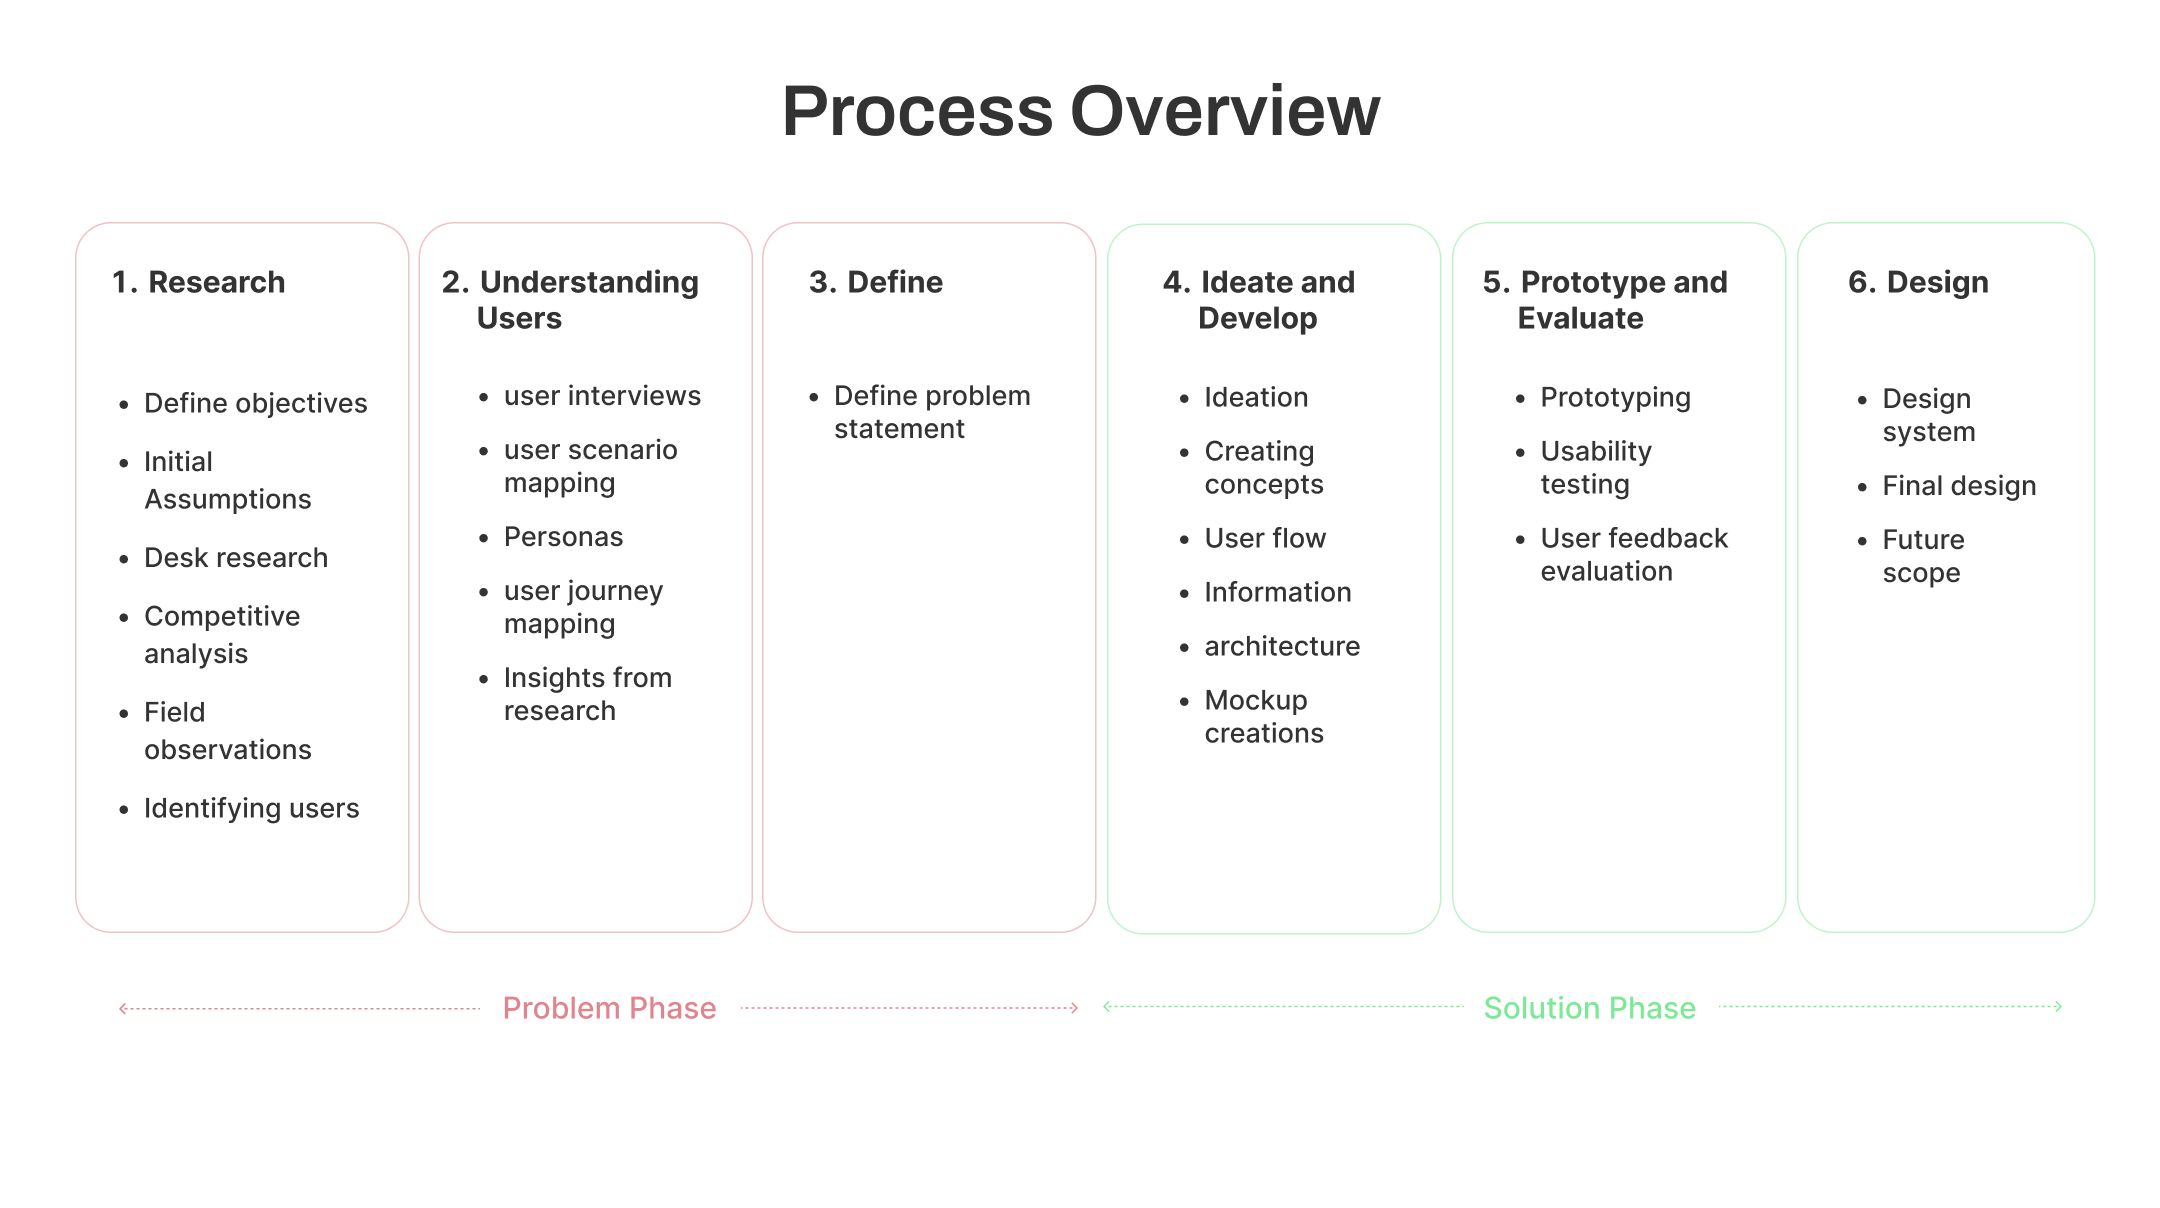 Process Overview
1. Research
• Define objectives
• Initial
Assumptions
• Desk research
• Competitive
analysis
• Field
observations
• Identifying users
2. Understanding
Users
• user interviews
• user scenario
mapping
• Personas
• user journey
mapping
• Insights from
research
3. Define
• Define problem
statement
4. Ideate and
Develop
• Ideation
• Creating
concepts
• User flow
• Information
• architecture
• Mockup
creations
5. Prototype and
Evaluate
• Prototyping
• Usability
testing
• User feedback
evaluation
6. Design
• Design
system
• Final design
• Future
scope
Problem Phase
Solution Phase